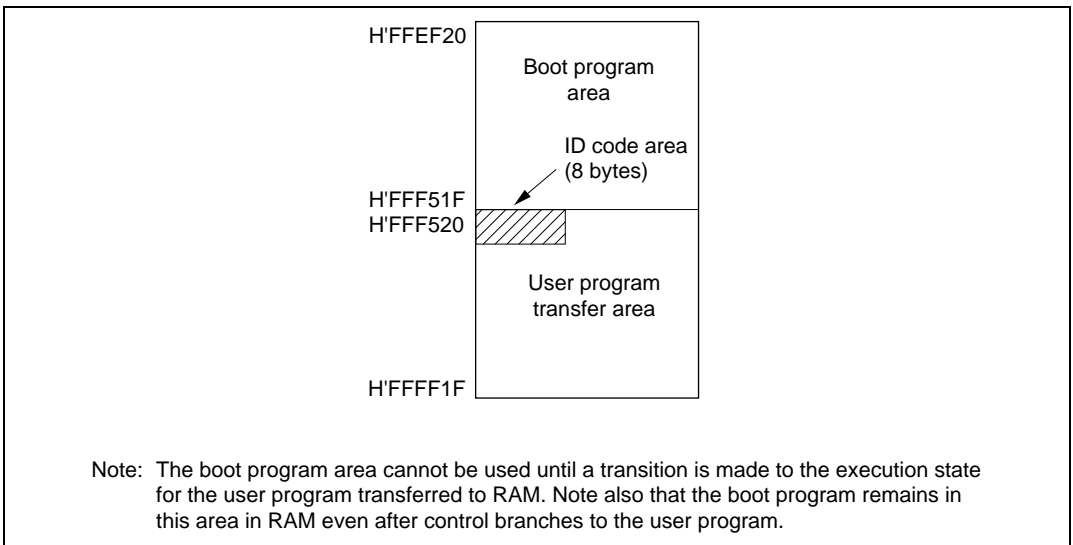 H'FFEF20
Boot program
area
ID code area
(8 bytes)
H'FFF51F
H'FFF520
User program
transfer area
H'FFFF1F
Note: The boot program area cannot be used until a transition is made to the execution state
for the user program transferred to RAM. Note also that the boot program remains in
this area in RAM even after control branches to the user program.